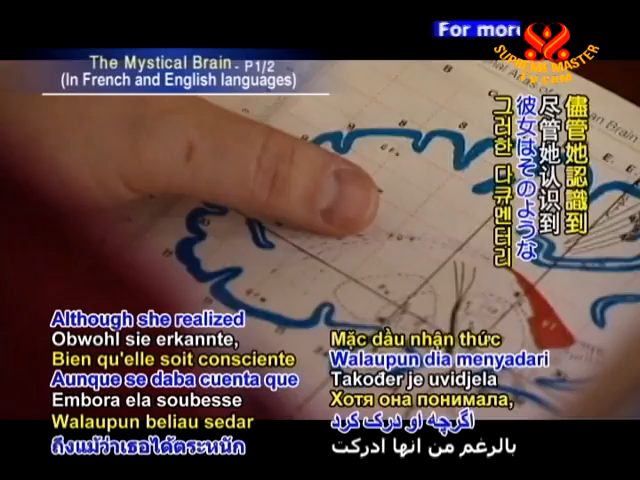 For more
SUPREME MASTER
TV.COM
The Mystical Brain - P1/2
(In French and English languages)
儘管她認識到
尽管她认识到
彼女はそのような
그러한 다큐멘터리
Although she realized
Obwohl sie erkannte,
Bien qu'elle soit consciente
Aunque se daba cuenta que
Embora ela soubesse
Walaupun beliau sedar
ถึงแม้ว่าเธอได้ตระหนัก
Mặc dầu nhận thức
Walaupun dia menyadari
Također je uvidjela
Хотя она понимала,
اگرچه او درک کرد
بالرغم من انها ادركت